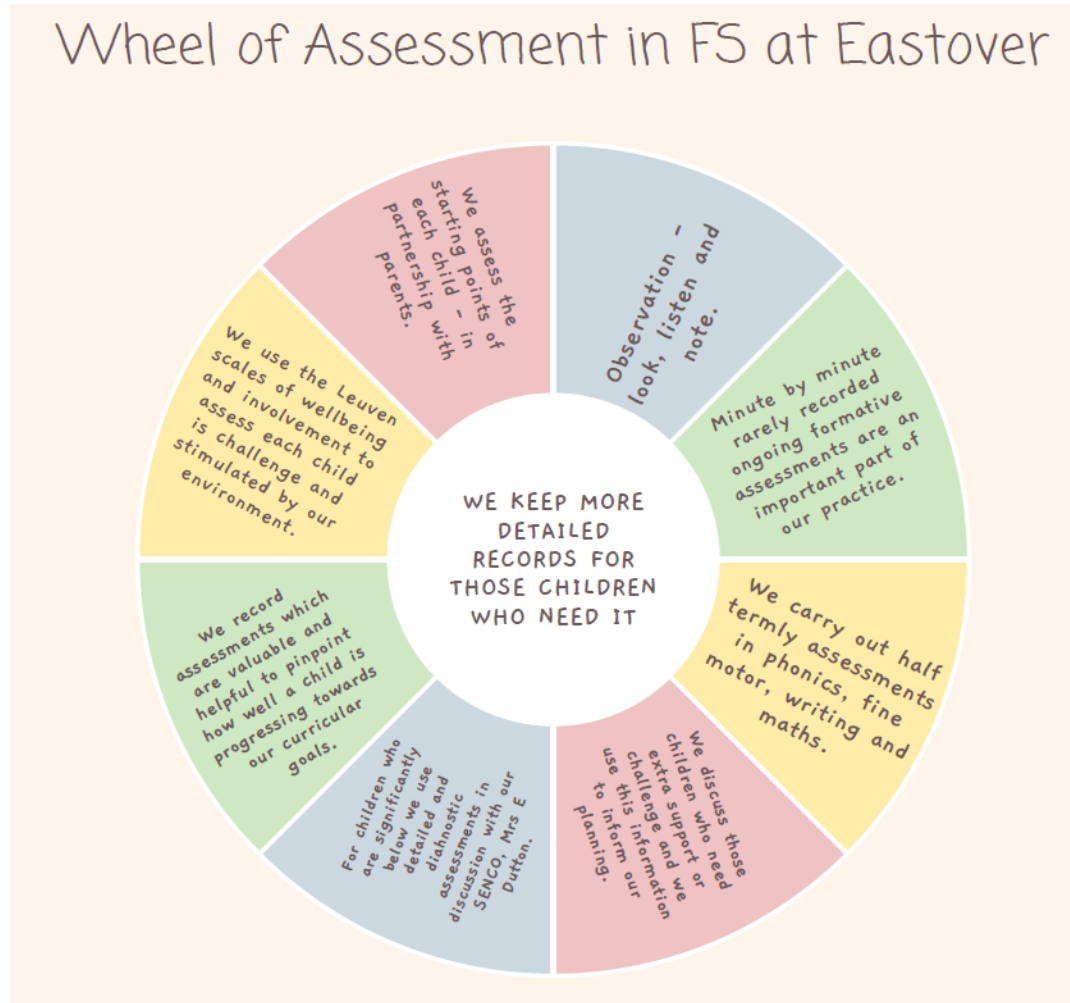 Wheel of Assessment in FS at Eastover
Observation -
look, listen and
note.
Minute by minute
rarely recorded
ongoing formative
assessments are an
important part of
our practice.
We carry out half
termly assessments
in phonics, fine
motor, writing and
maths.
We discuss those
children who need
extra support or
challenge and we
use this information
to inform our
planning.
For children who
are significantly
below we use
detailed and
diahnostic
assessments in
discussion with our
SENCO, Mrs E
Dutton.
We record
assessments which
are valuable and
helpful to pinpoint
how well a child is
progressing towards
our curricular
goals.
We use the Leuven
scales of wellbeing
and involvement to
assess each child
is challenge and
stimulated by our
environment.
We assess the
starting points of
each child - in
partnership with
parents.
WE KEEP MORE
DETAILED
RECORDS FOR
THOSE CHILDREN
WHO NEED IT